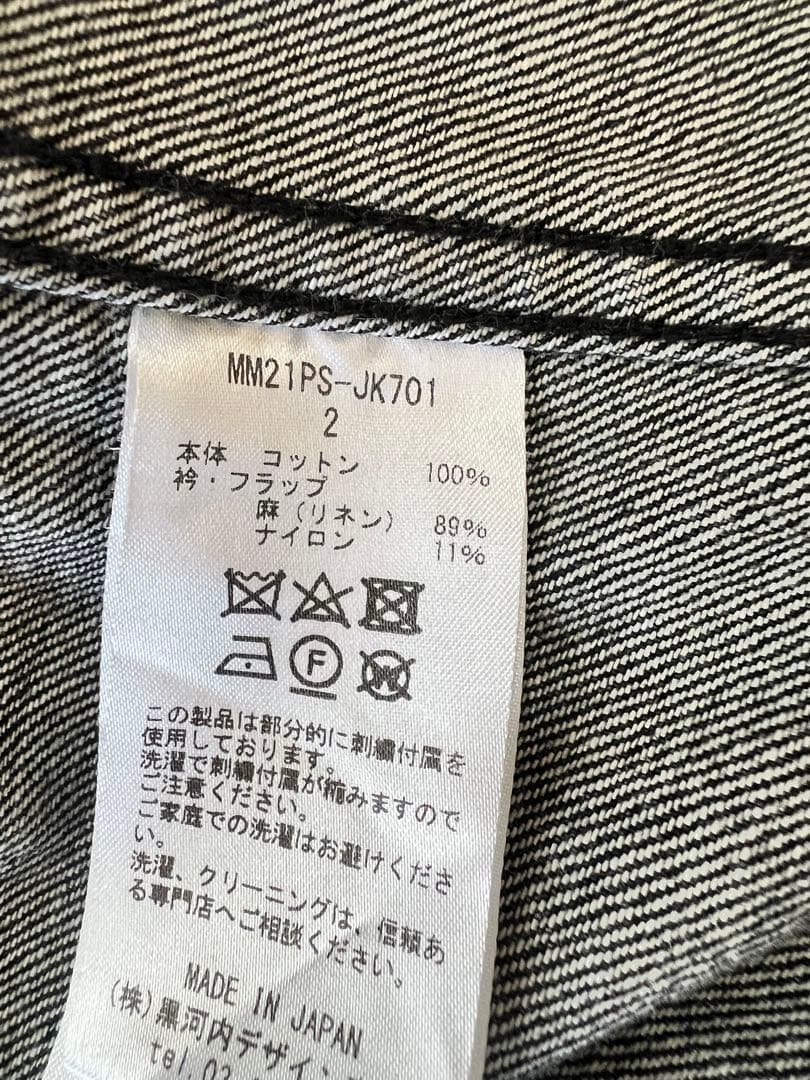 MM21PS-JK701
2
本体 コットン 100%
衿・フラップ
麻(リネン) 89%
ナイロン 11%
F
W
この製品は部分的に刺繍付属を
使用しております。
洗濯で刺繍付属が縮みますので
ご注意ください。
ご家庭での洗濯はお避けくださ
い。
洗濯、クリーニングは、信頼あ
る専門店へご相談ください。
MADE IN JAPAN
(株)黒河内デザイン
tel.02